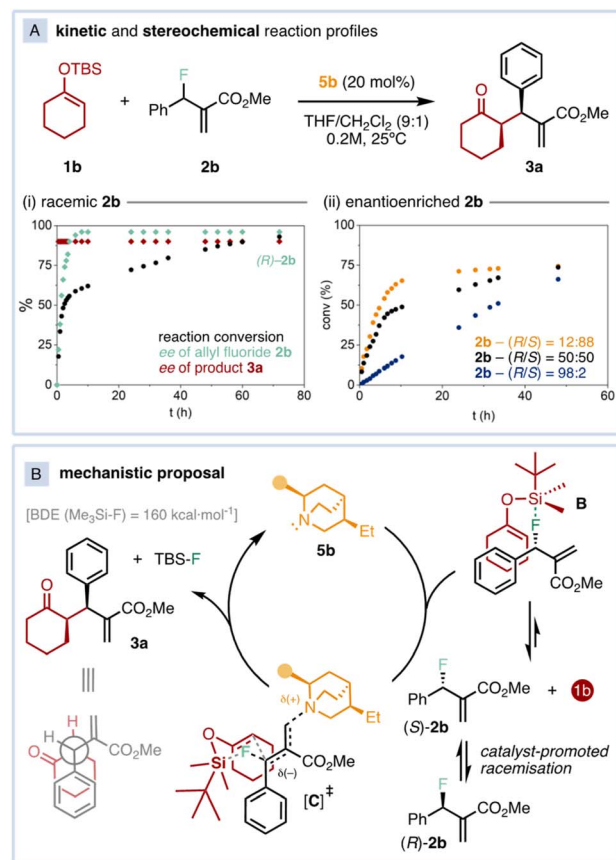 A kinetic and stereochemical reaction profiles
OTBS
F
Ph
CO₂Me
5b (20 mol%)
THF/CH₂Cl₂ (9:1)
0.2M, 25ºC
O
CO₂Me
1b
+
2b
3a
(i) racemic 2b
(ii) enantioenriched 2b
%
100
75
50
25
0
(R)–2b
reaction conversion
ee of allyl fluoride 2b
ee of product 3a
0 20 40 60 80
t (h)
conv (%)
100
75
50
25
0
2b – (R/S) = 12:88
2b – (R/S) = 50:50
2b – (R/S) = 98:2
0 20 40 60
t (h)
B mechanistic proposal
[BDE (Me₃Si-F) = 160 kcal·mol⁻¹]
N
Et
5b
O
Si
F
CO₂Me
B
O
CO₂Me
+ TBS-F
3a
H
H
O
CO₂Me
δ(+)
N
Et
O
Si
F
CO₂Me
δ(–)
[C]‡
F
Ph
CO₂Me
+ 1b
(S)-2b
catalyst-promoted
racemisation
F
Ph
CO₂Me
(R)-2b